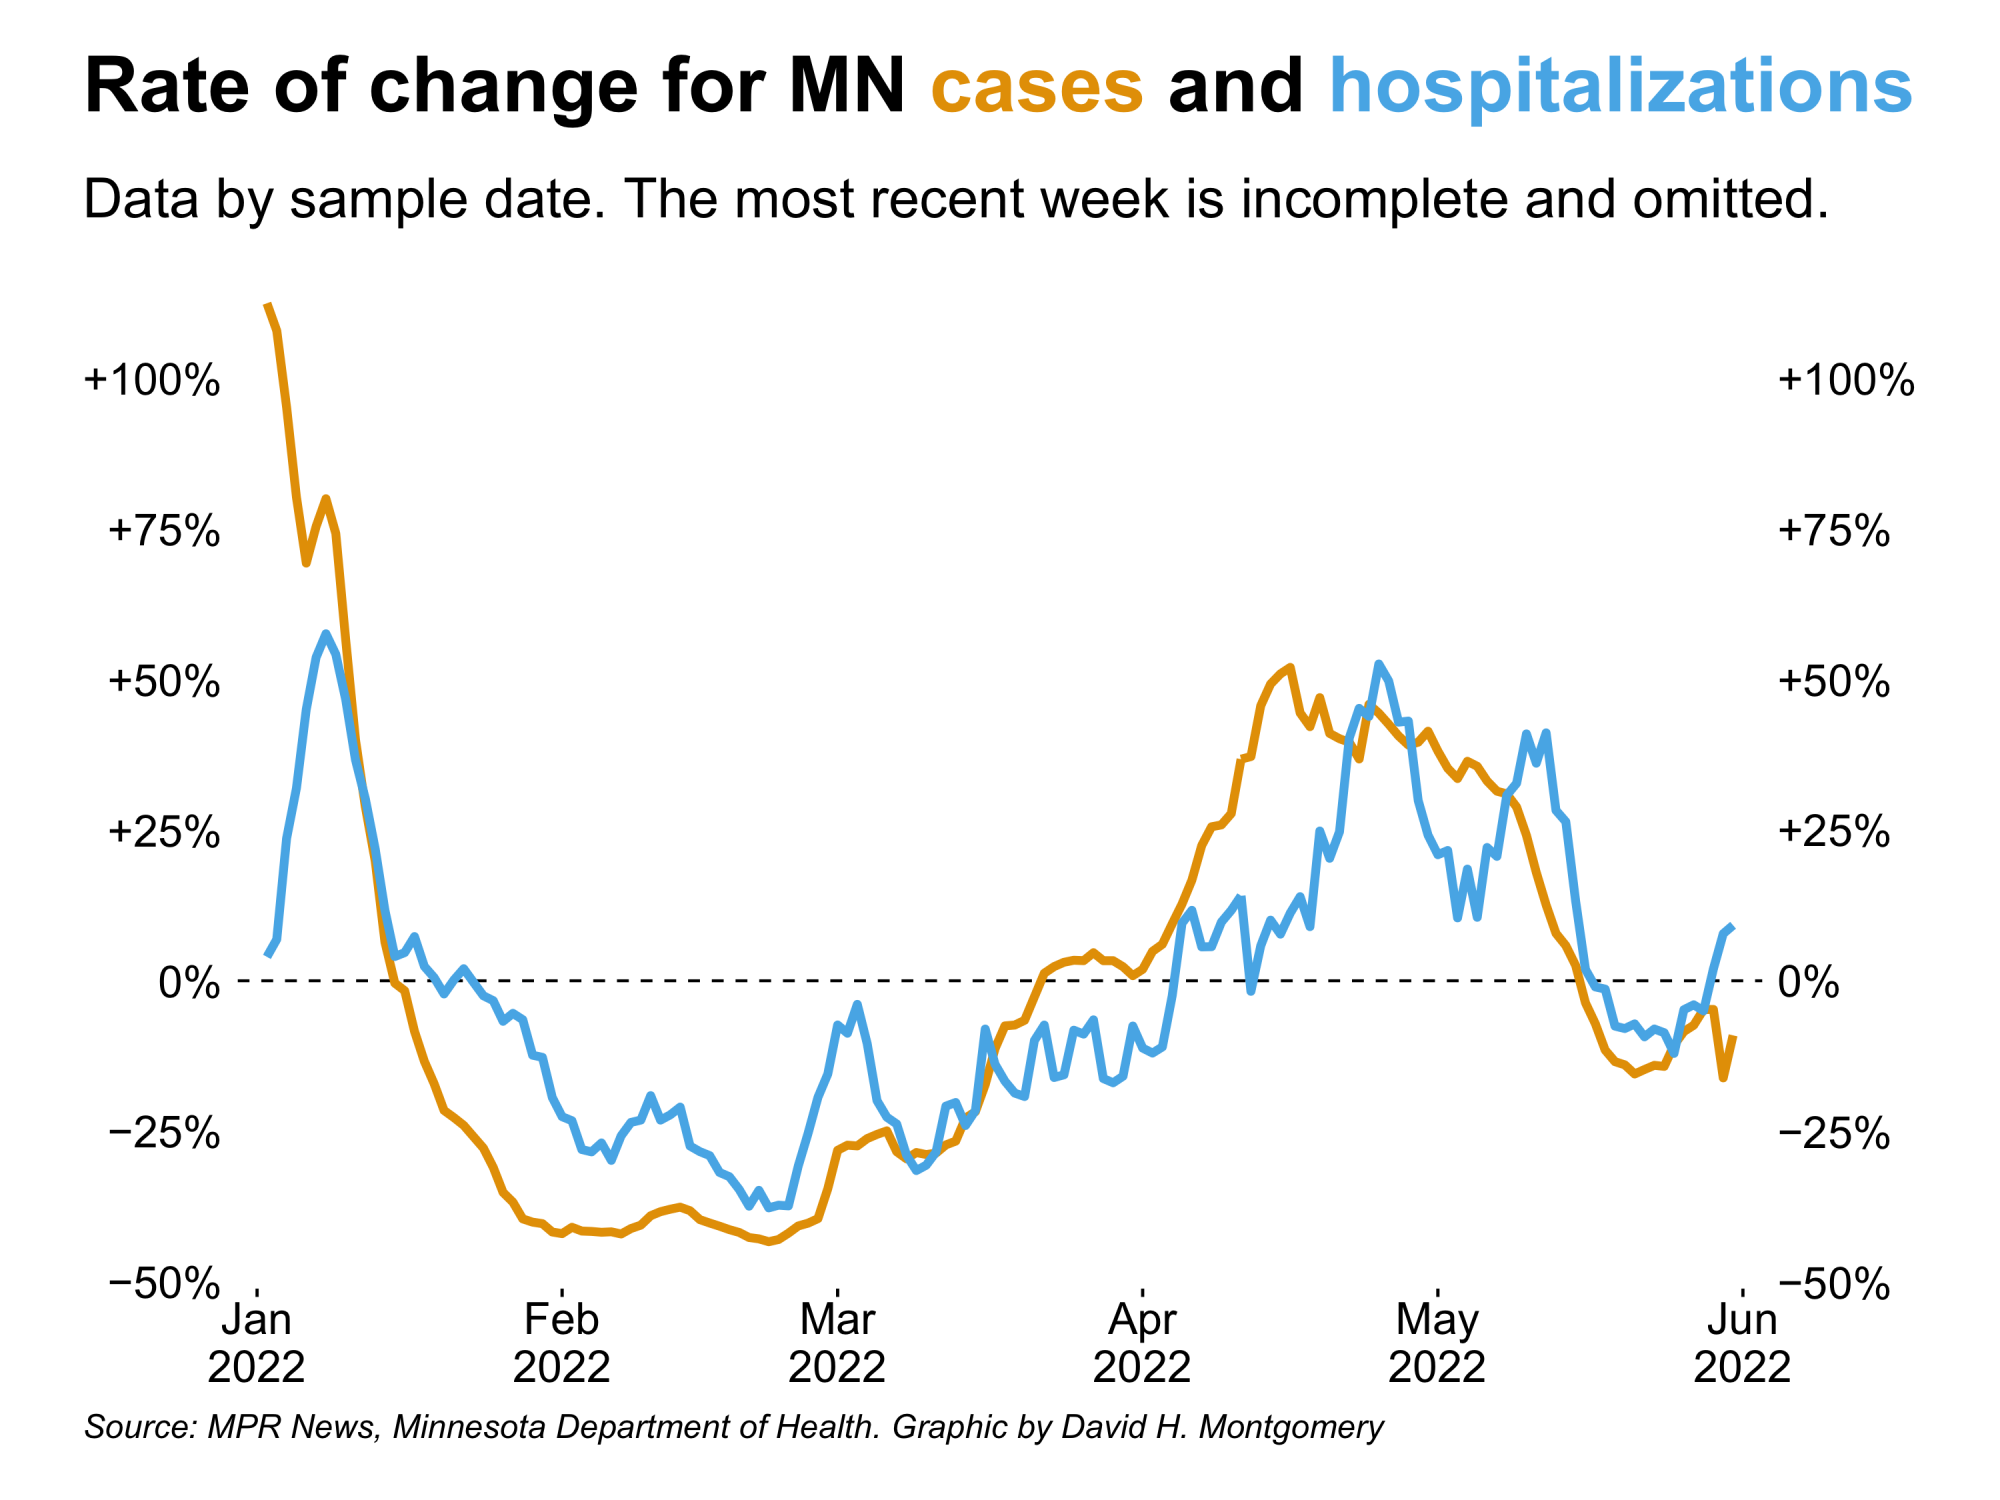 Rate of change for MN cases and hospitalizations
Data by sample date. The most recent week is incomplete and omitted.
+100% +100%
+75% +75%
+50% +50%
+25% +25%
0% 0%
−25% −25%
−50% −50%
Jan Feb Mar Apr May Jun
2022 2022 2022 2022 2022 2022
Source: MPR News, Minnesota Department of Health. Graphic by David H. Montgomery